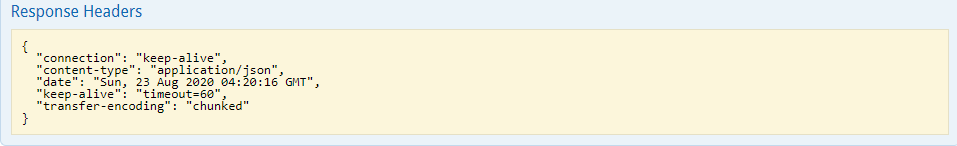 Response Headers
{
  "connection": "keep-alive",
  "content-type": "application/json",
  "date": "Sun, 23 Aug 2020 04:20:16 GMT",
  "keep-alive": "timeout=60",
  "transfer-encoding": "chunked"
}